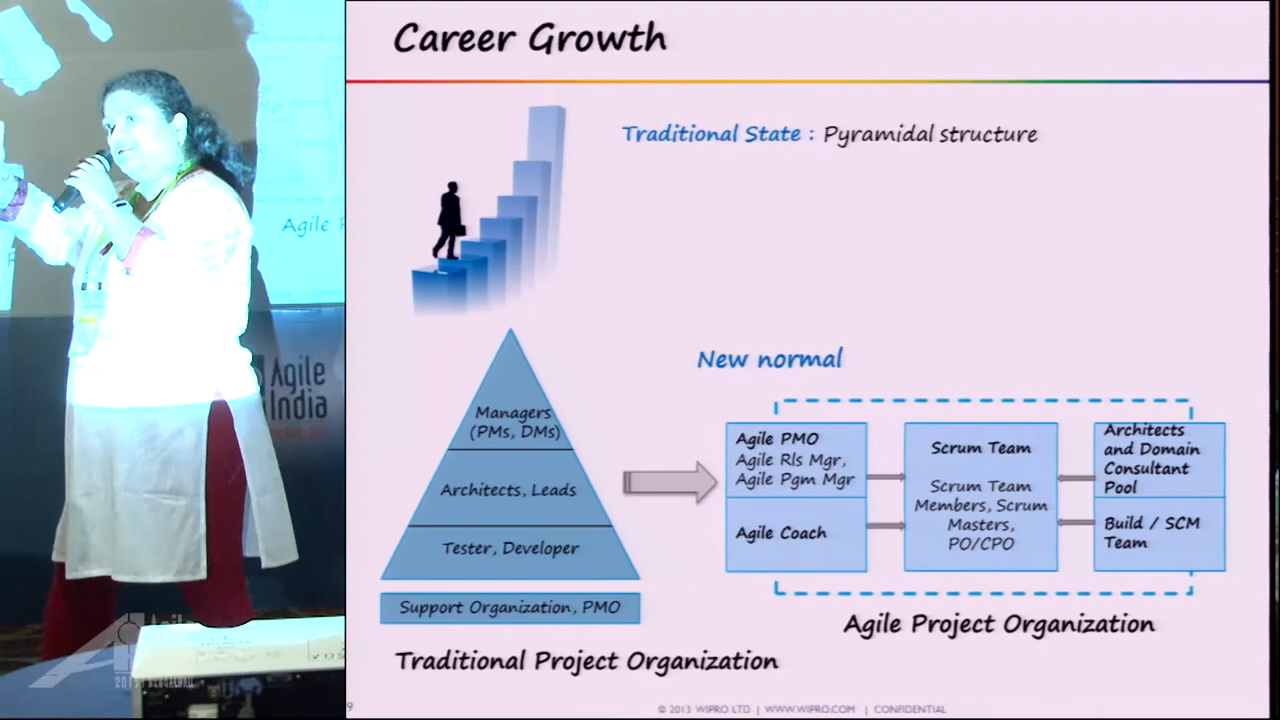 Career Growth
Traditional State : Pyramidal structure
New normal
Managers
(PMs, DMs)
Architects, Leads
Tester, Developer
Support Organization, PMO
Traditional Project Organization
Agile PMO
Agile Rls Mgr,
Agile Pgm Mgr
Agile Coach
Scrum Team
Scrum Team
Members, Scrum
Masters,
PO/CPO
Architects
and Domain
Consultant
Pool
Build / SCM
Team
Agile Project Organization
9
© 2013 WIPRO LTD | WWW.WIPRO.COM | CONFIDENTIAL
Agile
Agile
India